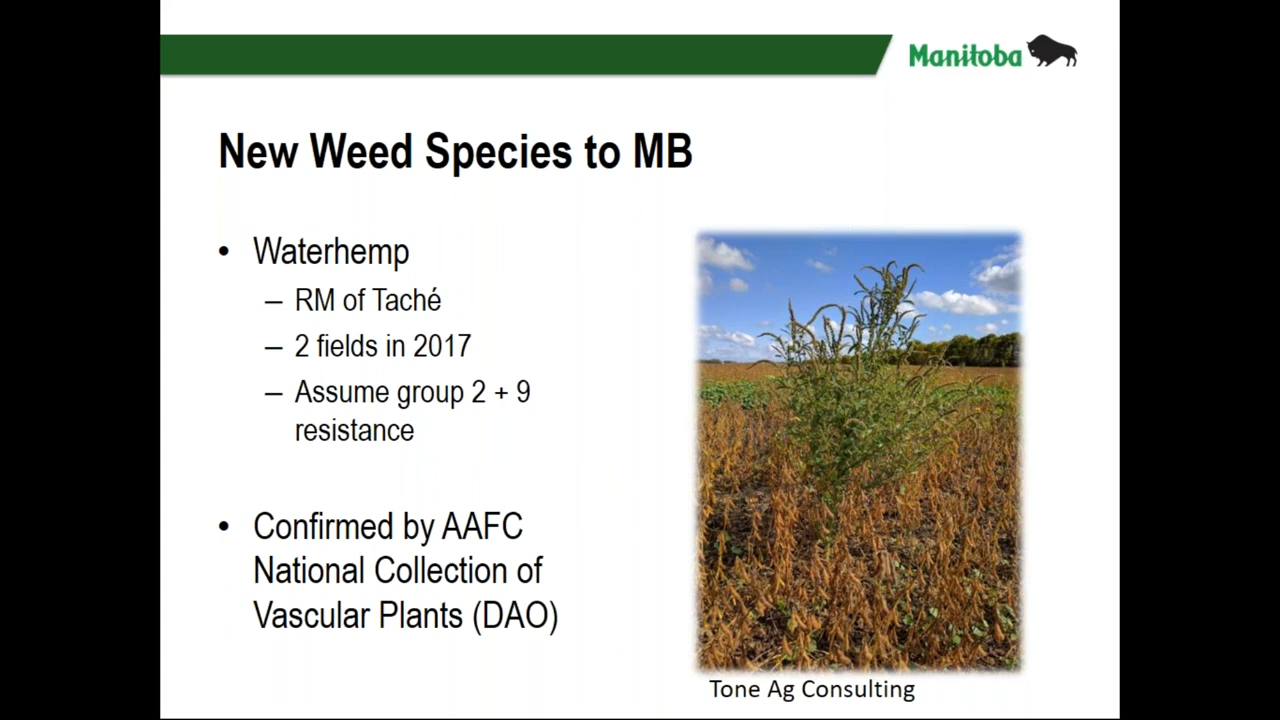 Manitoba
New Weed Species to MB
• Waterhemp
– RM of Taché
– 2 fields in 2017
– Assume group 2 + 9
resistance
• Confirmed by AAFC
National Collection of
Vascular Plants (DAO)
Tone Ag Consulting